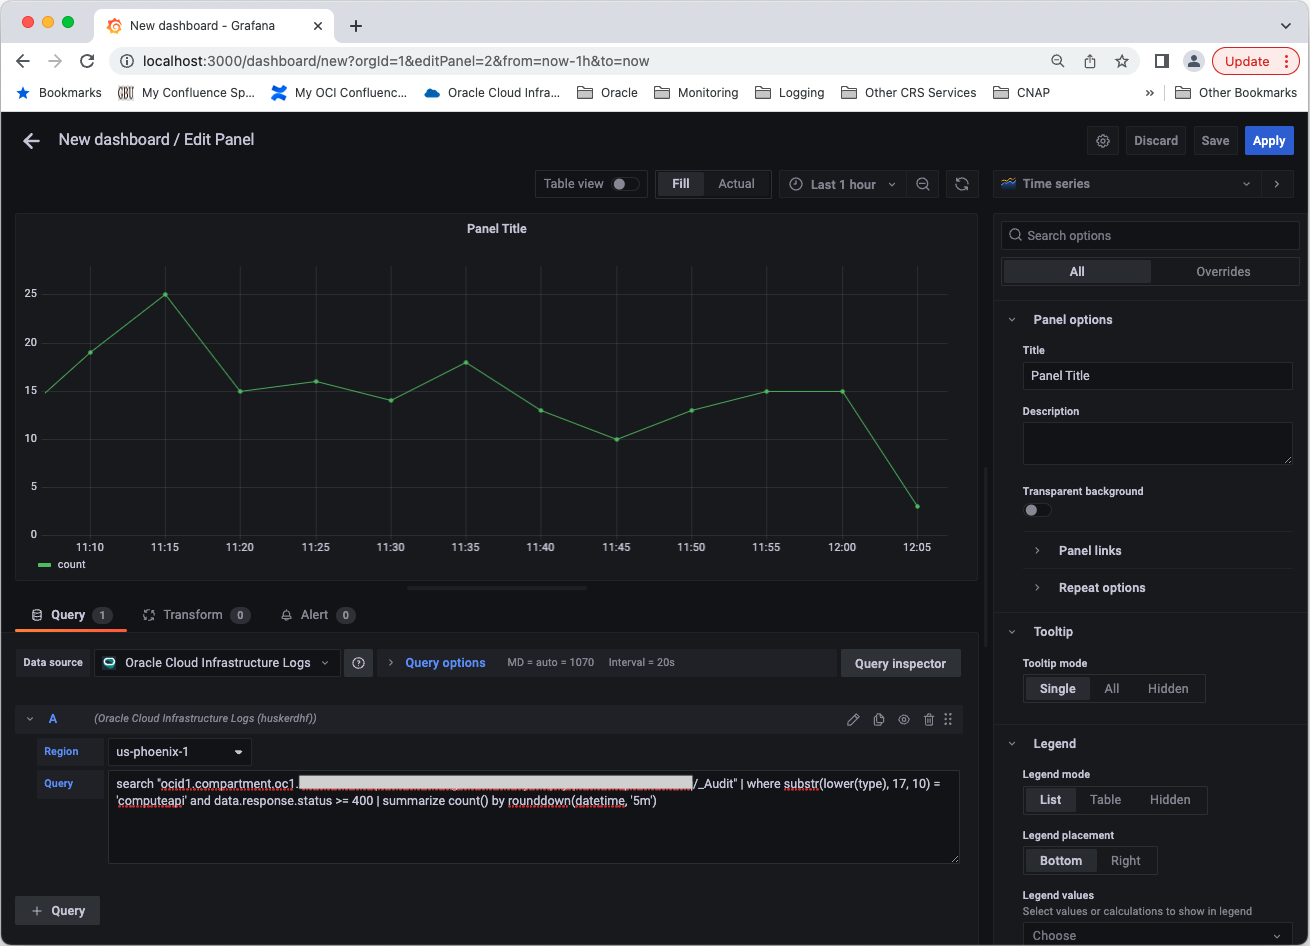 New dashboard - Grafana
localhost:3000/dashboard/new?orgId=1&editPanel=2&from=now-1h&to=now
Update
Bookmarks
My Confluence Sp...
My OCI Confluenc...
Oracle Cloud Infra...
Oracle
Monitoring
Logging
Other CRS Services
CNAP
»
Other Bookmarks
New dashboard / Edit Panel
Discard
Save
Apply
Table view
Fill
Actual
Last 1 hour
Time series
Panel Title
25
20
15
10
5
0
11:10 11:15 11:20 11:25 11:30 11:35 11:40 11:45 11:50 11:55 12:00 12:05
count
Query 1
Transform 0
Alert 0
Data source
Oracle Cloud Infrastructure Logs
Query options
MD = auto = 1070
Interval = 20s
Query inspector
A
(Oracle Cloud Infrastructure Logs (huskerdhf))
Region
us-phoenix-1
Query
search "ocid1.compartment.oc1. /_Audit" | where substr(lower(type), 17, 10) =
'computeapi' and data.response.status >= 400 | summarize count() by rounddown(datetime, '5m')
+ Query
Search options
All
Overrides
Panel options
Title
Panel Title
Description
Transparent background
Panel links
Repeat options
Tooltip
Tooltip mode
Single
All
Hidden
Legend
Legend mode
List
Table
Hidden
Legend placement
Bottom
Right
Legend values
Select values or calculations to show in legend
Choose